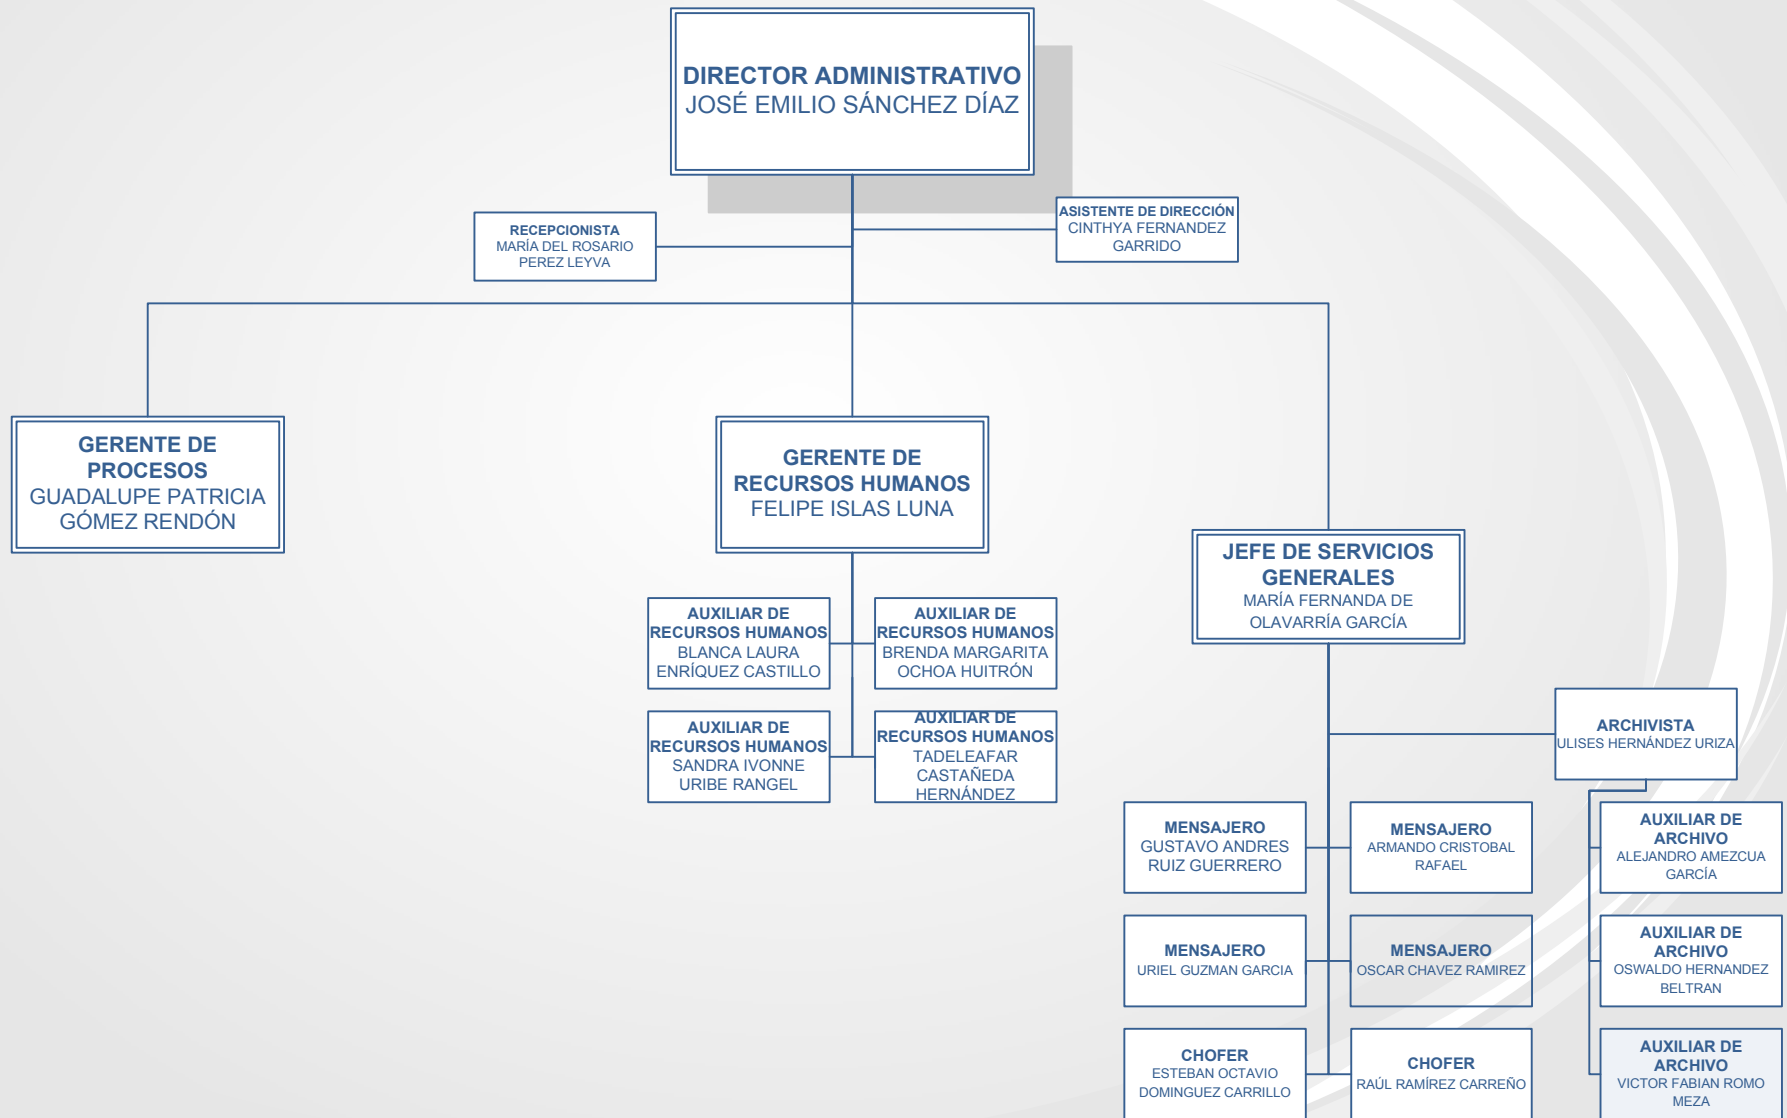 DIRECTOR ADMINISTRATIVO
JOSÉ EMILIO SÁNCHEZ DÍAZ
RECEPCIONISTA
MARÍA DEL ROSARIO
PEREZ LEYVA
ASISTENTE DE DIRECCIÓN
CINTHYA FERNANDEZ
GARRIDO
GERENTE DE
PROCESOS
GUADALUPE PATRICIA
GÓMEZ RENDÓN
GERENTE DE
RECURSOS HUMANOS
FELIPE ISLAS LUNA
JEFE DE SERVICIOS
GENERALES
MARÍA FERNANDA DE
OLAVARRÍA GARCÍA
AUXILIAR DE
RECURSOS HUMANOS
BLANCA LAURA
ENRÍQUEZ CASTILLO
AUXILIAR DE
RECURSOS HUMANOS
BRENDA MARGARITA
OCHOA HUITRÓN
AUXILIAR DE
RECURSOS HUMANOS
SANDRA IVONNE
URIBE RANGEL
AUXILIAR DE
RECURSOS HUMANOS
TADELEAFAR
CASTAÑEDA
HERNÁNDEZ
ARCHIVISTA
ULISES HERNÁNDEZ URIZA
MENSAJERO
GUSTAVO ANDRES
RUIZ GUERRERO
MENSAJERO
ARMANDO CRISTOBAL
RAFAEL
AUXILIAR DE
ARCHIVO
ALEJANDRO AMEZCUA
GARCÍA
MENSAJERO
URIEL GUZMAN GARCIA
MENSAJERO
OSCAR CHAVEZ RAMIREZ
AUXILIAR DE
ARCHIVO
OSWALDO HERNANDEZ
BELTRAN
CHOFER
ESTEBAN OCTAVIO
DOMINGUEZ CARRILLO
CHOFER
RAÚL RAMÍREZ CARREÑO
AUXILIAR DE
ARCHIVO
VICTOR FABIAN ROMO
MEZA